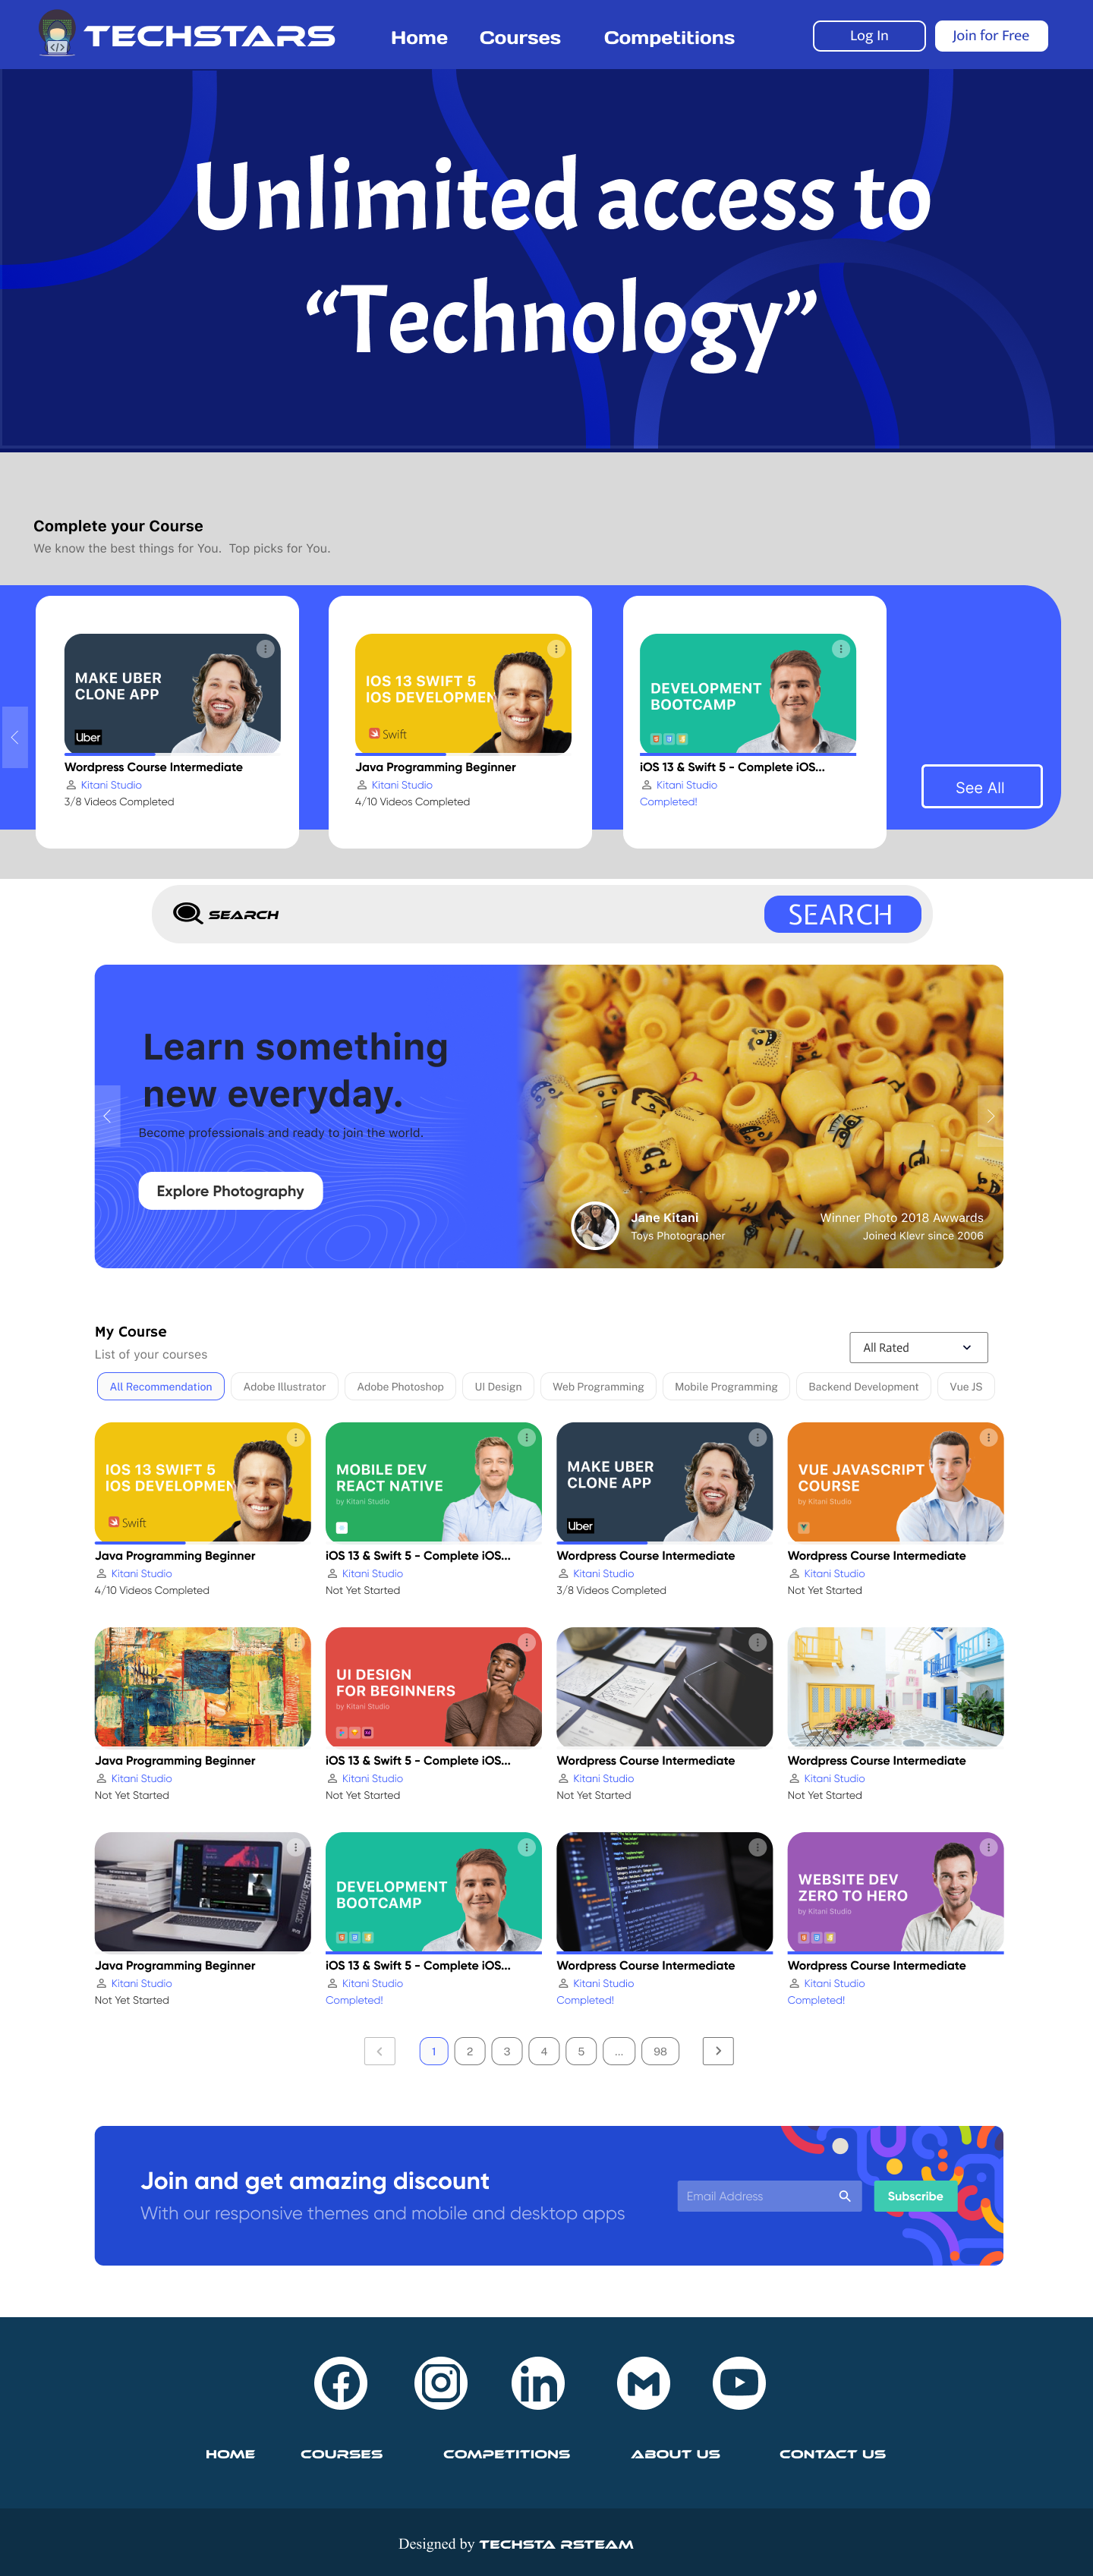 TECHSTARS
Home Courses Competitions
Log In
Join for Free
Unlimited access to
“Technology”
Complete your Course
We know the best things for You. Top picks for You.
MAKE UBER
CLONE APP
Uber
Wordpress Course Intermediate
Kitani Studio
3/8 Videos Completed
IOS 13 SWIFT 5
IOS DEVELOPMEN
Swift
Java Programming Beginner
Kitani Studio
4/10 Videos Completed
DEVELOPMENT
BOOTCAMP
iOS 13 & Swift 5 - Complete iOS...
Kitani Studio
Completed!
See All
SEARCH
SEARCH
Learn something
new everyday.
Become professionals and ready to join the world.
Explore Photography
Jane Kitani
Toys Photographer
Winner Photo 2018 Awwards
Joined Klevr since 2006
My Course
List of your courses
All Rated
All Recommendation
Adobe Illustrator
Adobe Photoshop
UI Design
Web Programming
Mobile Programming
Backend Development
Vue JS
IOS 13 SWIFT 5
IOS DEVELOPMEN
Swift
Java Programming Beginner
Kitani Studio
4/10 Videos Completed
MOBILE DEV
REACT NATIVE
by Kitani Studio
iOS 13 & Swift 5 - Complete iOS...
Kitani Studio
Not Yet Started
MAKE UBER
CLONE APP
Uber
Wordpress Course Intermediate
Kitani Studio
3/8 Videos Completed
VUE JAVASCRIPT
COURSE
by Kitani Studio
Wordpress Course Intermediate
Kitani Studio
Not Yet Started
Java Programming Beginner
Kitani Studio
Not Yet Started
UI DESIGN
FOR BEGINNERS
by Kitani Studio
iOS 13 & Swift 5 - Complete iOS...
Kitani Studio
Not Yet Started
Wordpress Course Intermediate
Kitani Studio
Not Yet Started
Wordpress Course Intermediate
Kitani Studio
Not Yet Started
Java Programming Beginner
Kitani Studio
Not Yet Started
DEVELOPMENT
BOOTCAMP
iOS 13 & Swift 5 - Complete iOS...
Kitani Studio
Completed!
Wordpress Course Intermediate
Kitani Studio
Completed!
WEBSITE DEV
ZERO TO HERO
by Kitani Studio
Wordpress Course Intermediate
Kitani Studio
Completed!
1 2 3 4 5 ... 98
Join and get amazing discount
With our responsive themes and mobile and desktop apps
Email Address
Subscribe
HOME COURSES COMPETITIONS ABOUT US CONTACT US
Designed by TECHSTA RSTEAM